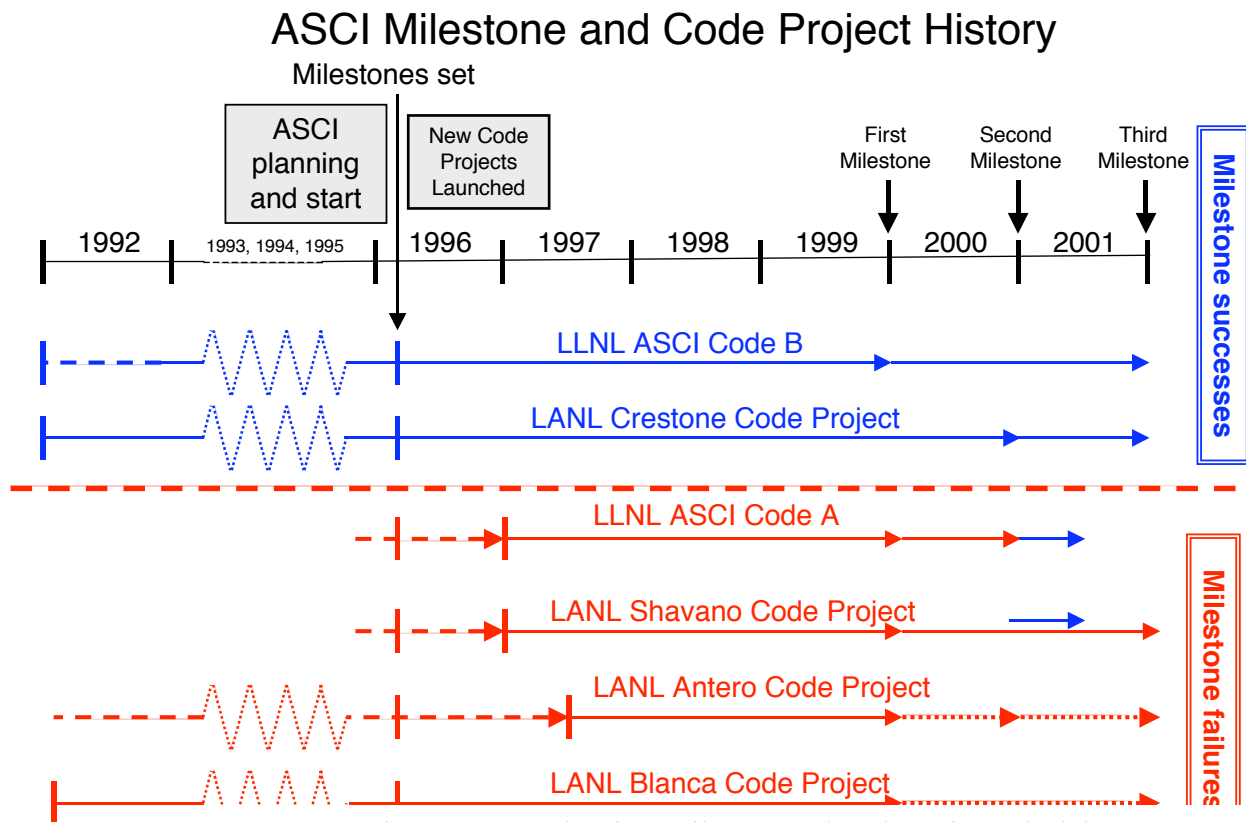 ASCI Milestone and Code Project History
Milestones set
ASCI
planning
and start
New Code
Projects
Launched
First
Milestone
Second
Milestone
Third
Milestone
1992
1993, 1994, 1995
1996
1997
1998
1999
2000
2001
Milestone successes
LLNL ASCI Code B
LANL Crestone Code Project
LLNL ASCI Code A
LANL Shavano Code Project
LANL Antero Code Project
LANL Blanca Code Project
Milestone failures